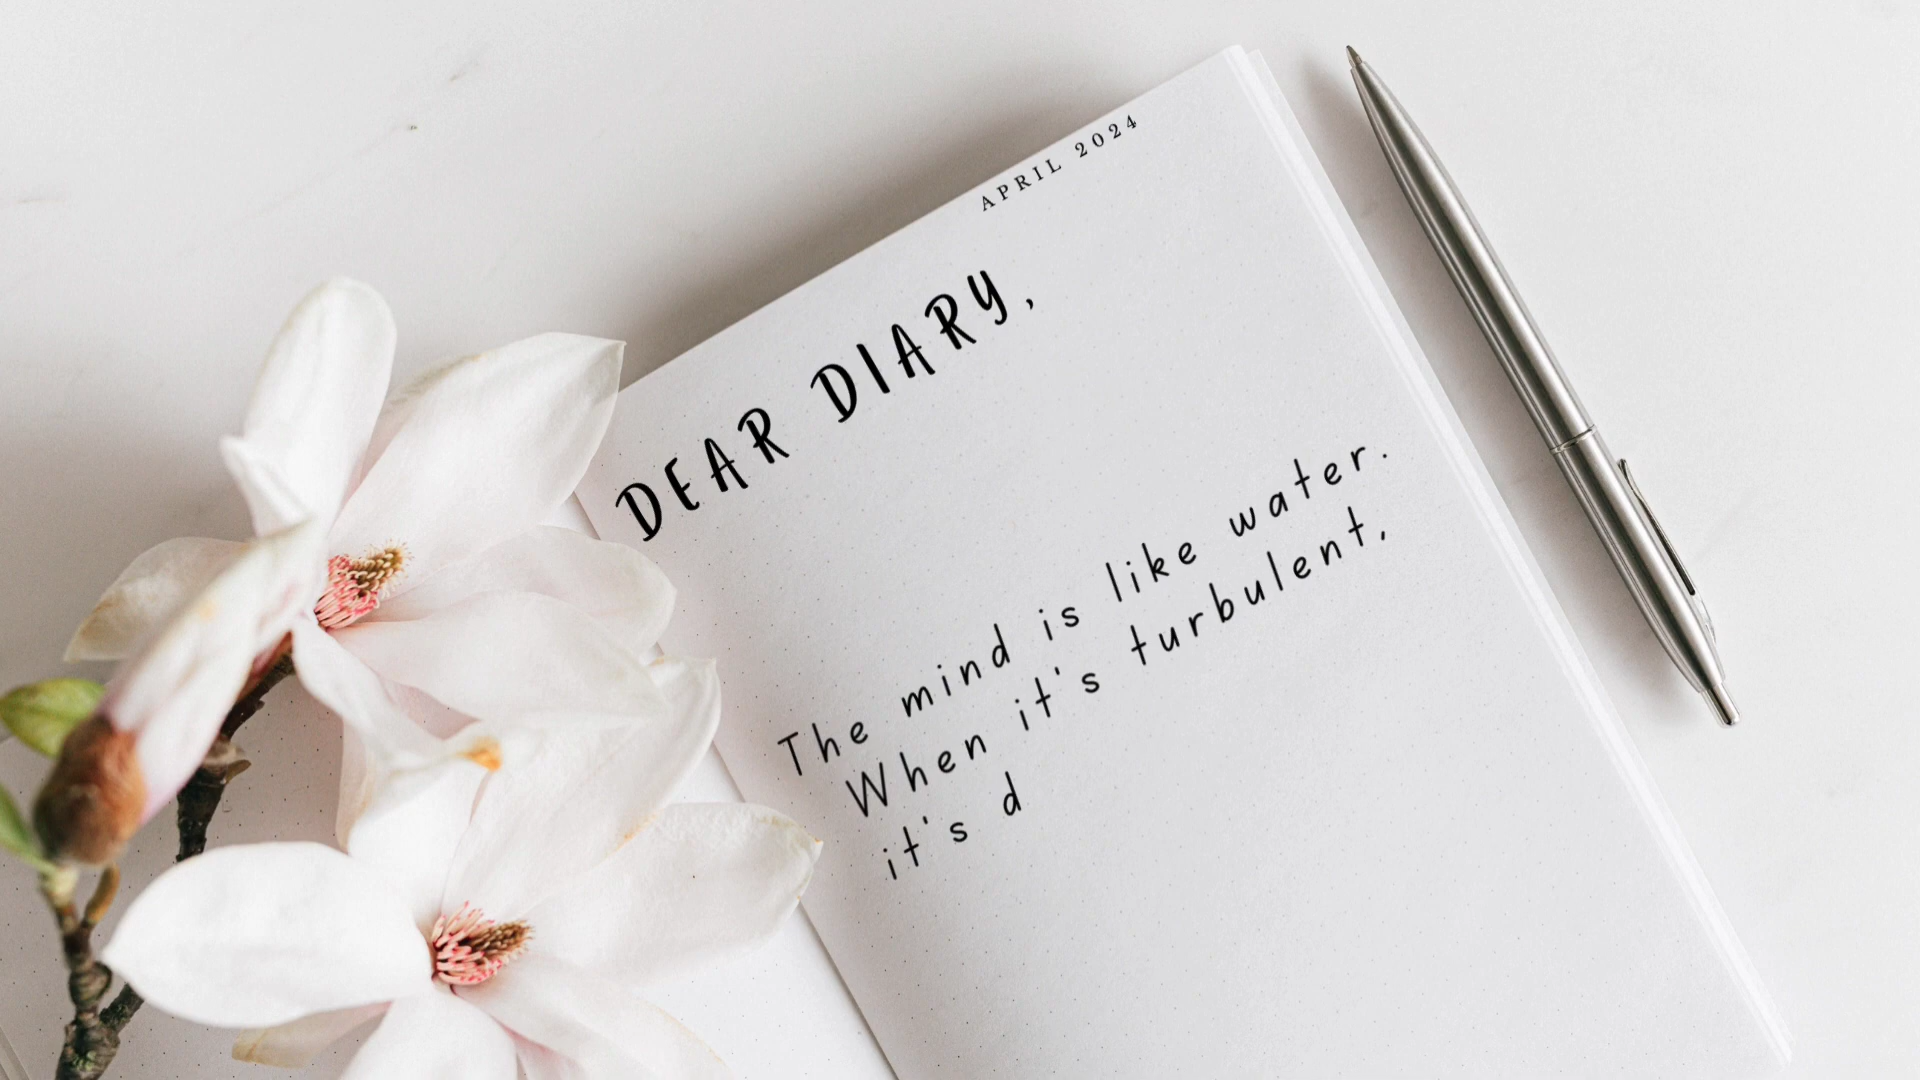 APRIL 2024
DEAR DIARY,
The mind is like water.
When it's turbulent,
it's d